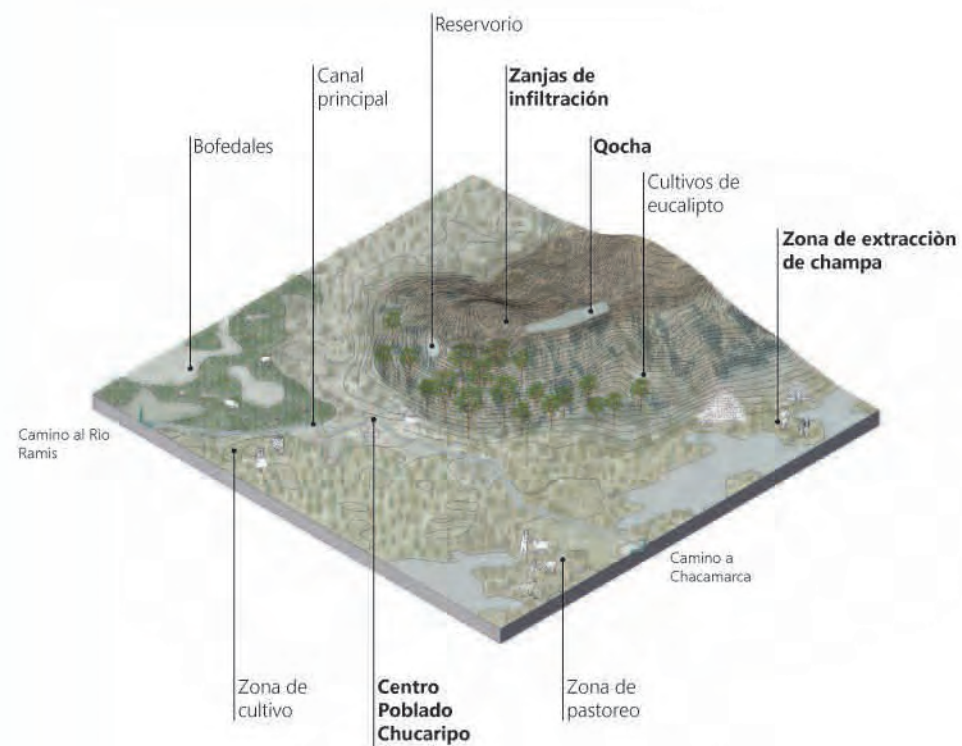 Reservorio
Canal
principal
Zanjas de
infiltración
Bofedales
Qocha
Cultivos de
eucalipto
Zona de extracciòn
de champa
Camino al Rìo
Ramis
Camino a
Chacamarca
Zona de
cultivo
Centro
Poblado
Chucaripo
Zona de
pastoreo